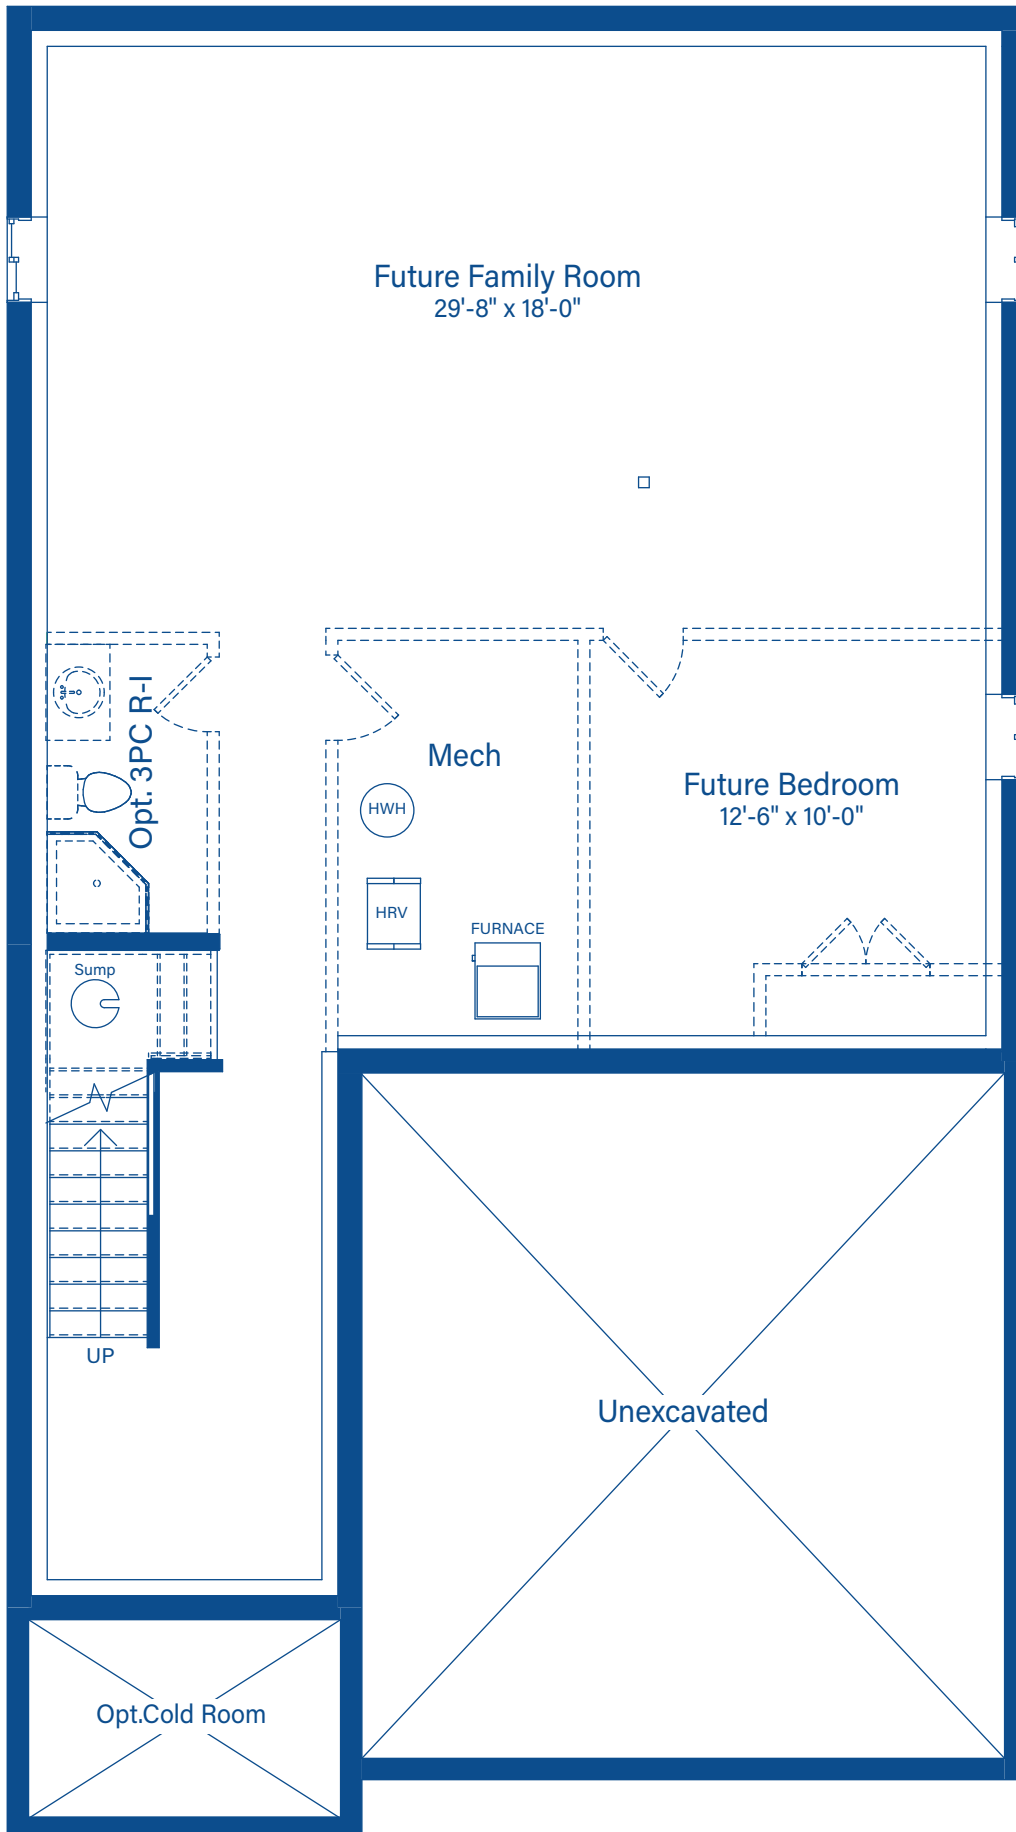 Future Family Room
29'-8" x 18'-0"
Opt. 3PC R-I
Mech
HWH
Future Bedroom
12'-6" x 10'-0"
HRV
FURNACE
Sump
UP
Unexcavated
Opt.Cold Room